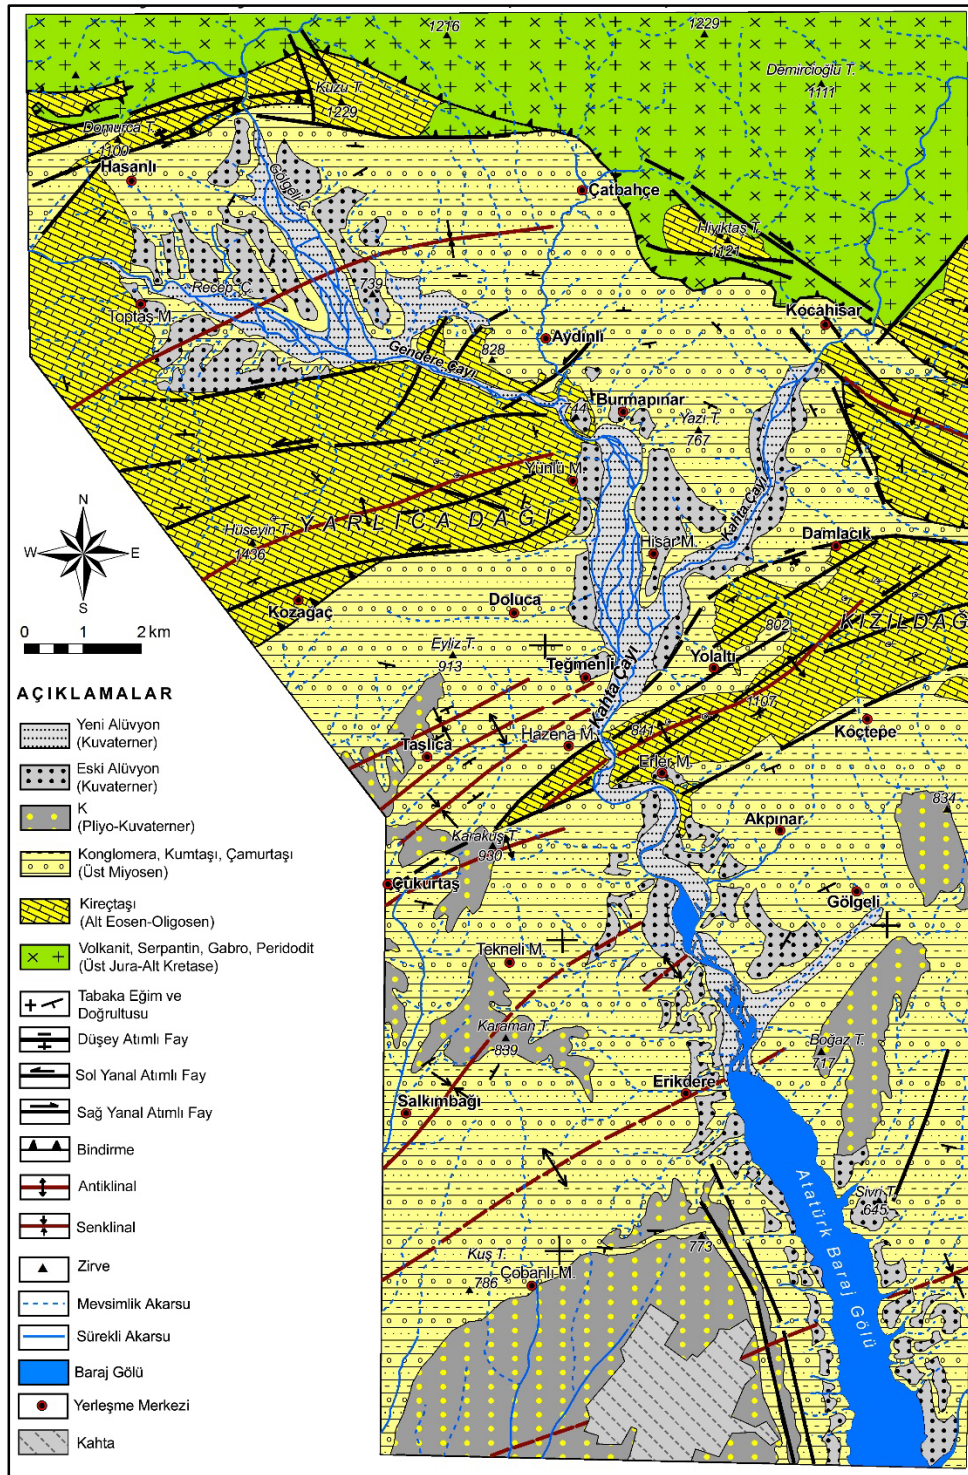 1216
1229
Demircioğlu T.
1111
Kuzu T.
1229
Domurca T.
1100
Hasanlı
Gölgeli Ç.
Çatbahçe
Hıyıktaş T.
1121
Recep Ç.
739
Toptaş M.
Kocahisar
Gendere Çayı
828
Aydınlı
744
Burmapınar
Yazı T.
767
Yünlü M.
Kahta Çayı
YARLICA DAĞI
Hüseyin T.
1436
Hisar M.
Damlacık
N
W
E
S
Kozağaç
Doluca
802
KIZILDAĞ
0 1 2 km
Eyliz T.
913
Teğmenli
Yolaltı
Kahta Çayı
1107
AÇIKLAMALAR
Yeni Alüvyon
(Kuvaterner)
Eski Alüvyon
(Kuvaterner)
K
(Pliyo-Kuvaterner)
Konglomera, Kumtaşı, Çamurtaşı
(Üst Miyosen)
Kireçtaşı
(Alt Eosen-Oligosen)
Volkanit, Serpantin, Gabro, Peridodit
(Üst Jura-Alt Kretase)
Tabaka Eğim ve
Doğrultusu
Düşey Atımlı Fay
Sol Yanal Atımlı Fay
Sağ Yanal Atımlı Fay
Bindirme
Antiklinal
Senklinal
Zirve
Mevsimlik Akarsu
Sürekli Akarsu
Baraj Gölü
Yerleşme Merkezi
Kahta
Taşlıca
Hazena M.
841
Koçtepe
Efler M.
834
Karakuş T.
930
Akpınar
Çukurtaş
Gölgeli
Tekneli M.
Karaman T.
839
Boğaz T.
717
Erikdere
Salkımbağı
Atatürk Baraj Gölü
Sivri T.
645
773
Kuş T.
786
Çobanlı M.